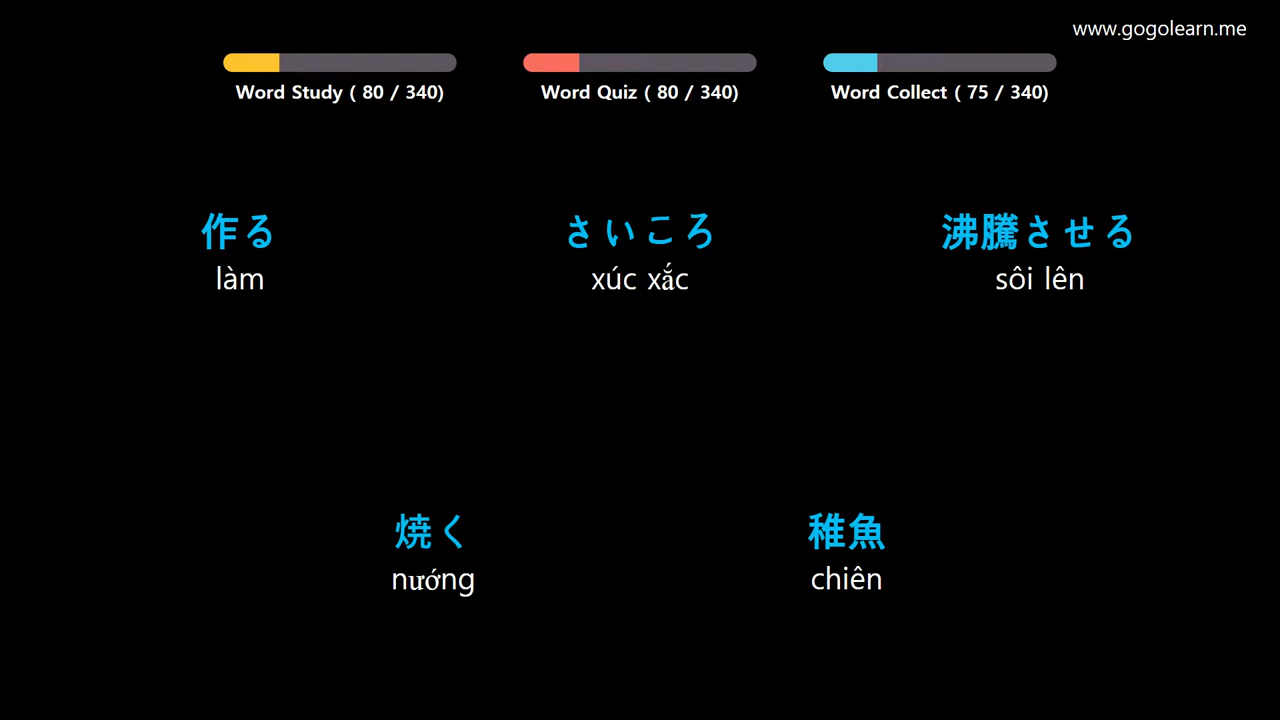 www.gogolearn.me
Word Study ( 80 / 340)
Word Quiz ( 80 / 340)
Word Collect ( 75 / 340)
作る
làm
さいころ
xúc xắc
沸騰させる
sôi lên
焼く
nướng
稚魚
chiên